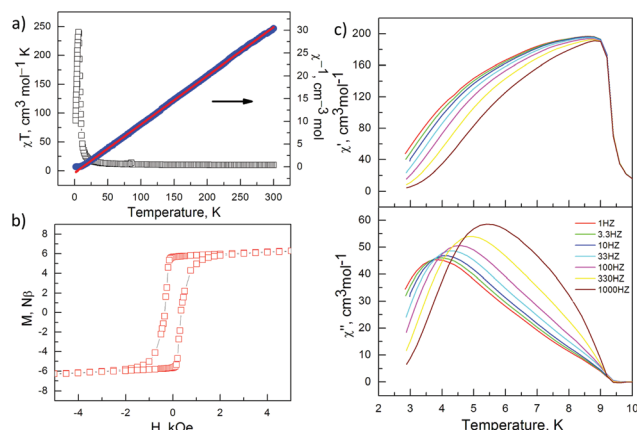 a)
250
200
150
100
50
0
χT, cm³ mol⁻¹ K
30
25
20
15
10
5
0
χ⁻¹, cm⁻³ mol
0 50 100 150 200 250 300
Temperature, K
b)
8
6
4
2
0
-2
-4
-6
-8
M, Nβ
-4 -2 0 2 4
H, kOe
c)
200
160
120
80
40
0
χ', cm³mol⁻¹
60
50
40
30
20
10
0
χ'', cm³mol⁻¹
1HZ
3.3HZ
10HZ
33HZ
100HZ
330HZ
1000HZ
2 3 4 5 6 7 8 9 10
Temperature, K